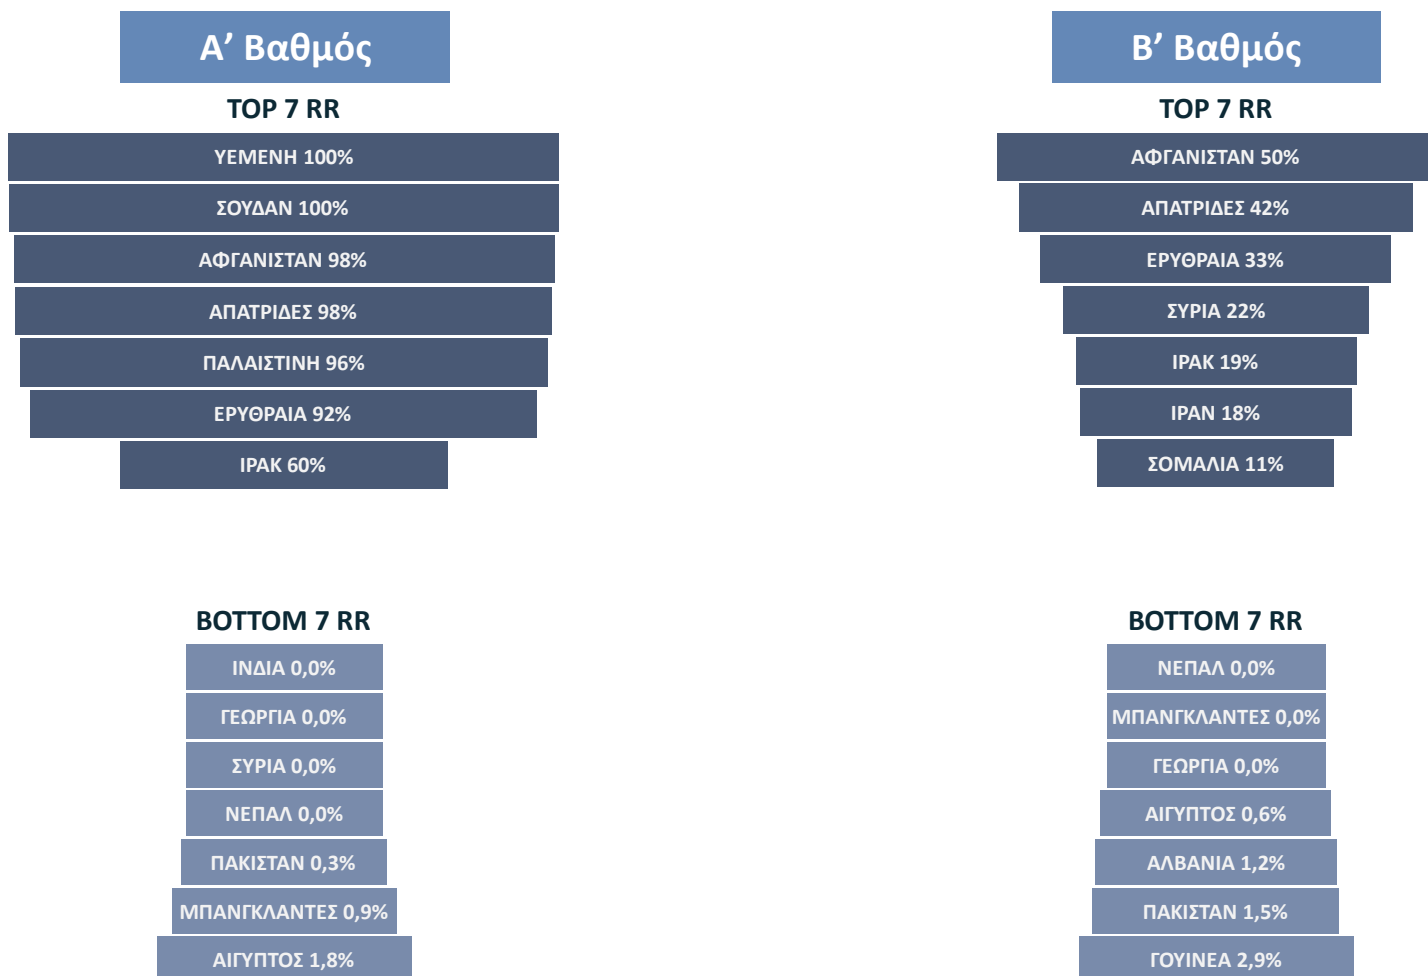 Α’ Βαθμός
TOP 7 RR
ΥΕΜΕΝΗ 100%
ΣΟΥΔΑΝ 100%
ΑΦΓΑΝΙΣΤΑΝ 98%
ΑΠΑΤΡΙΔΕΣ 98%
ΠΑΛΑΙΣΤΙΝΗ 96%
ΕΡΥΘΡΑΙΑ 92%
ΙΡΑΚ 60%
BOTTOM 7 RR
ΙΝΔΙΑ 0,0%
ΓΕΩΡΓΙΑ 0,0%
ΣΥΡΙΑ 0,0%
ΝΕΠΑΛ 0,0%
ΠΑΚΙΣΤΑΝ 0,3%
ΜΠΑΝΓΚΛΑΝΤΕΣ 0,9%
ΑΙΓΥΠΤΟΣ 1,8%
Β’ Βαθμός
TOP 7 RR
ΑΦΓΑΝΙΣΤΑΝ 50%
ΑΠΑΤΡΙΔΕΣ 42%
ΕΡΥΘΡΑΙΑ 33%
ΣΥΡΙΑ 22%
ΙΡΑΚ 19%
ΙΡΑΝ 18%
ΣΟΜΑΛΙΑ 11%
BOTTOM 7 RR
ΝΕΠΑΛ 0,0%
ΜΠΑΝΓΚΛΑΝΤΕΣ 0,0%
ΓΕΩΡΓΙΑ 0,0%
ΑΙΓΥΠΤΟΣ 0,6%
ΑΛΒΑΝΙΑ 1,2%
ΠΑΚΙΣΤΑΝ 1,5%
ΓΟΥΙΝΕΑ 2,9%